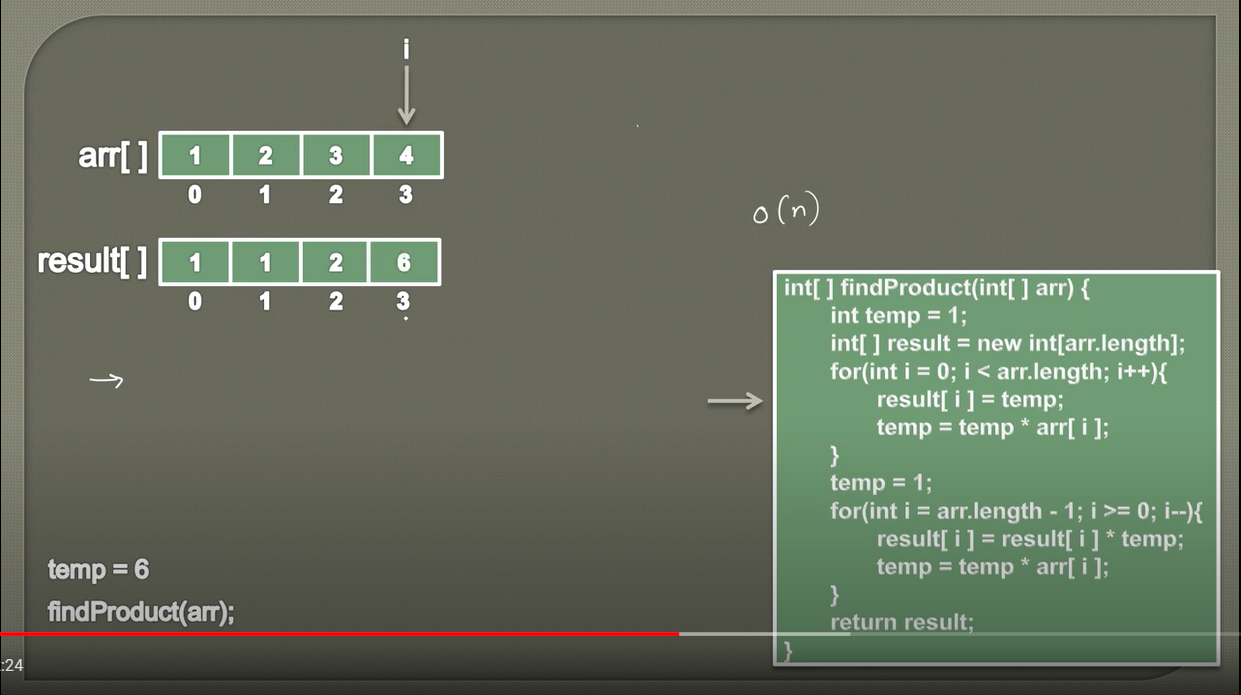 i
arr[ ] 1 2 3 4
0 1 2 3
o(n)
result[ ] 1 1 2 6
0 1 2 3
int[ ] findProduct(int[ ] arr) {
int temp = 1;
int[ ] result = new int[arr.length];
for(int i = 0; i < arr.length; i++){
result[ i ] = temp;
temp = temp * arr[ i ];
}
temp = 1;
for(int i = arr.length - 1; i >= 0; i--){
result[ i ] = result[ i ] * temp;
temp = temp * arr[ i ];
}
return result;
}
temp = 6
findProduct(arr);
:24